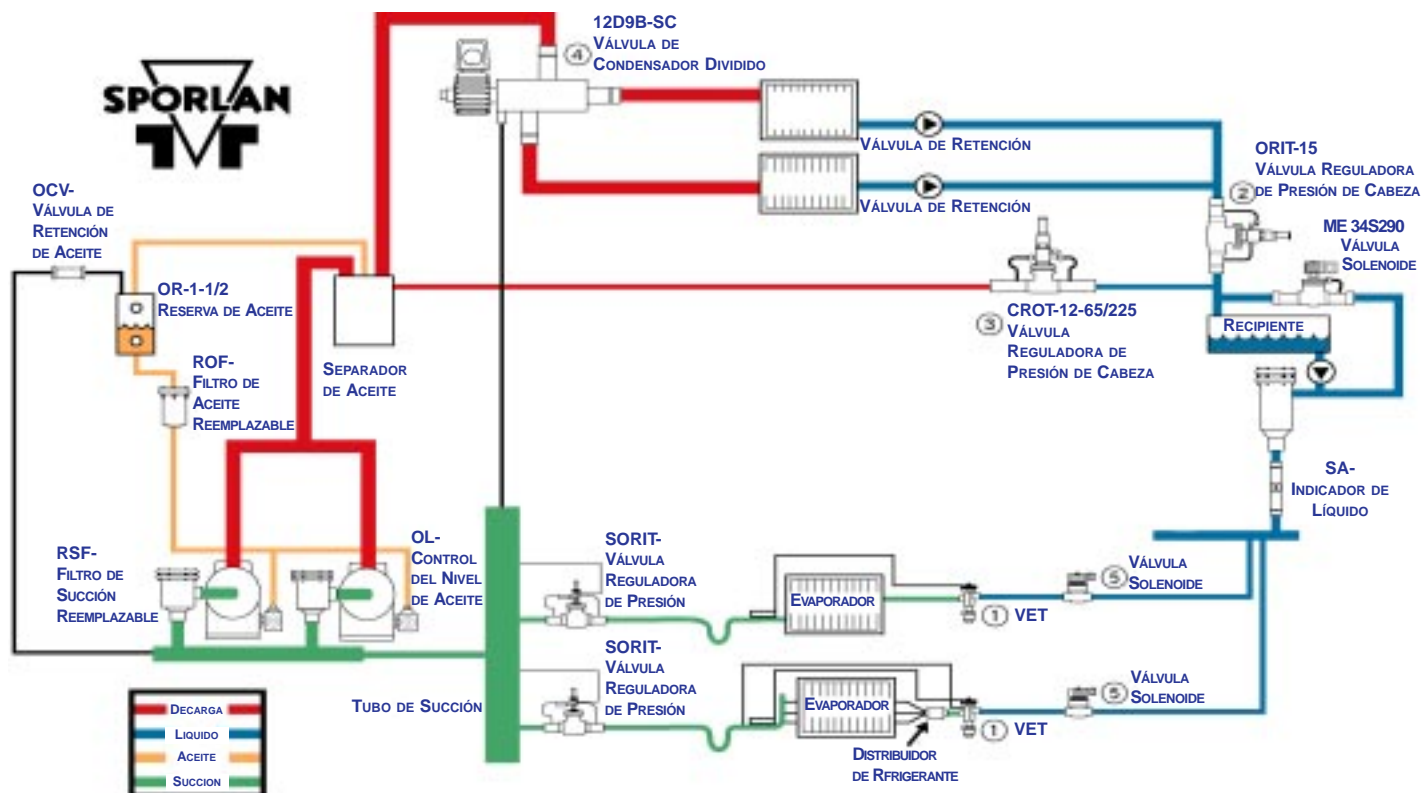 12D9B-SC
④ VÁLVULA DE
CONDENSADOR DIVIDIDO
SPORLAN
VÁLVULA DE RETENCIÓN
VÁLVULA DE RETENCIÓN
ORIT-15
VÁLVULA REGULADORA
② DE PRESIÓN DE CABEZA
ME 34S290
VÁLVULA
SOLENOIDE
OCV-
VÁLVULA DE
RETENCIÓN
DE ACEITE
OR-1-1/2
RESERVA DE ACEITE
ROF-
FILTRO DE
ACEITE
REEMPLAZABLE
SEPARADOR
DE ACEITE
CROT-12-65/225
③ VÁLVULA
REGULADORA DE
PRESIÓN DE CABEZA
RECIPIENTE
SA-
INDICADOR DE
LÍQUIDO
RSF-
FILTRO DE
SUCCIÓN
REEMPLAZABLE
OL-
CONTROL
DEL NIVEL
DE ACEITE
SORIT-
VÁLVULA
REGULADORA
DE PRESIÓN
EVAPORADOR
① VET
⑤ VÁLVULA
SOLENOIDE
SORIT-
VÁLVULA
REGULADORA
DE PRESIÓN
EVAPORADOR
① VET
⑤ VÁLVULA
SOLENOIDE
TUBO DE SUCCIÓN
DISTRIBUIDOR
DE RFRIGERANTE
DECARGA
LIQUIDO
ACEITE
SUCCION